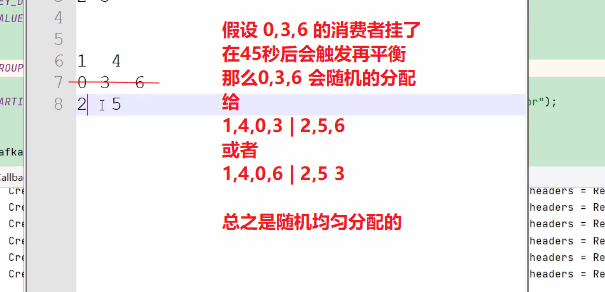 EY_D
ALUE
4
5
假设 0,3,6 的消费者挂了
在45秒后会触发再平衡
那么0,3,6 会随机的分配
给
1,4,0,3 | 2,5,6
或者
1,4,0,6 | 2,5 3
总之是随机均匀分配的
6 1 4
ROUP
7 0 3 6
8 2 5
ARTI
or");
afka
Callba
Cre
headers = Re
Cre
headers = Re
Cre
headers = Re
Cre
headers = Re
Cre
headers = Re
Cre
headers = Re